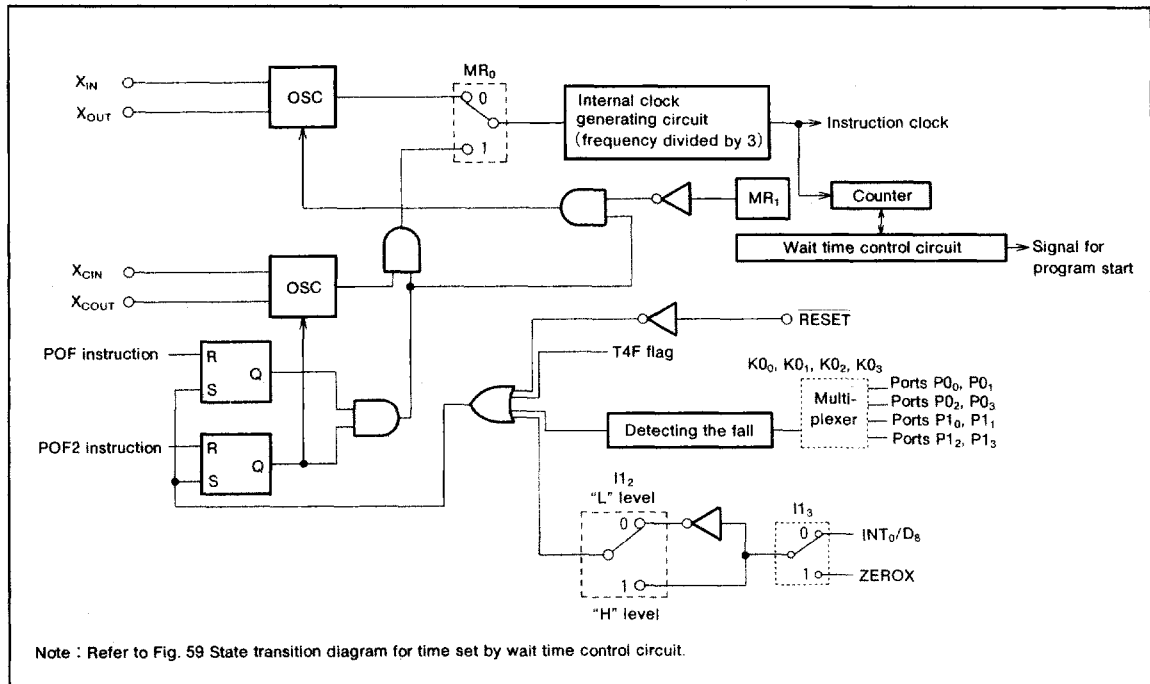 X_IN
X_OUT
OSC
MR_0
0
1
Internal clock
generating circuit
(frequency divided by 3)
Instruction clock
MR_1
Counter
Wait time control circuit
Signal for
program start
X_CIN
X_COUT
OSC
POF instruction
R
S
Q
POF2 instruction
R
S
Q
RESET
T4F flag
K0_0, K0_1, K0_2, K0_3
Multi-
plexer
Ports P0_0, P0_1
Ports P0_2, P0_3
Ports P1_0, P1_1
Ports P1_2, P1_3
Detecting the fall
I1_2
"L" level
0
1
"H" level
I1_3
0
1
INT_0/D_8
ZEROX
Note : Refer to Fig. 59 State transition diagram for time set by wait time control circuit.